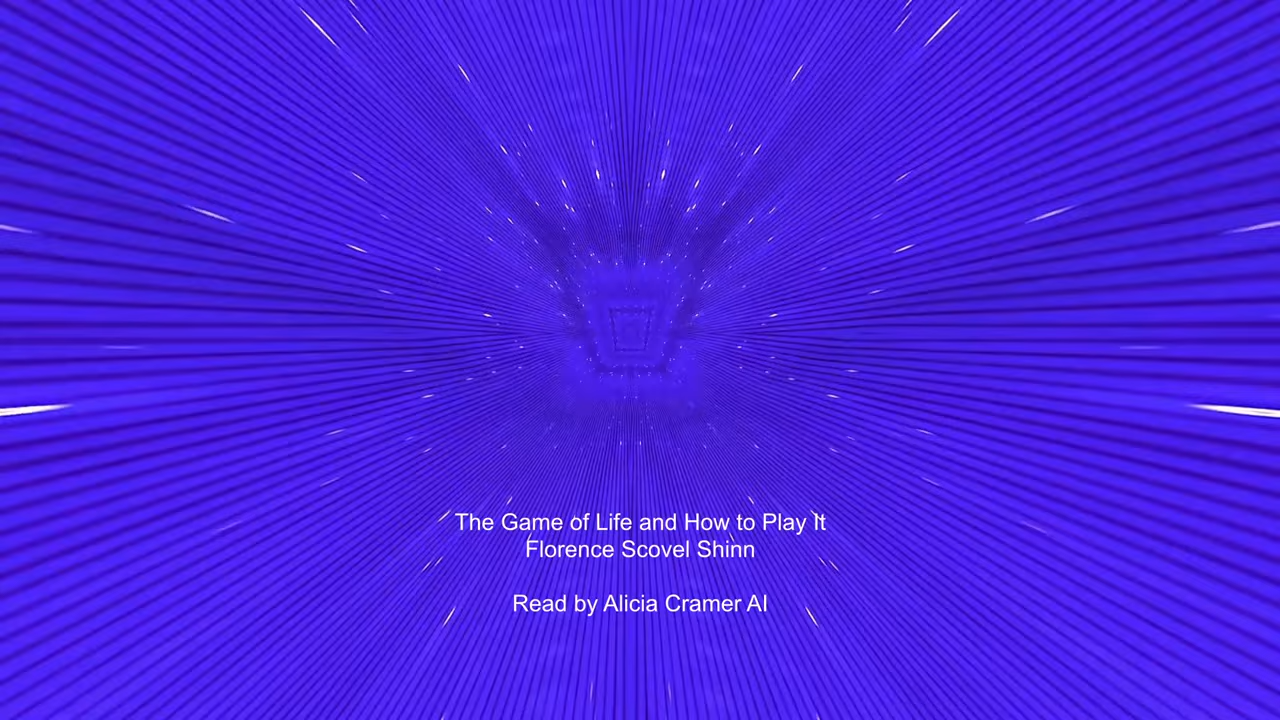 The Game of Life and How to Play It
Florence Scovel Shinn
Read by Alicia Cramer AI